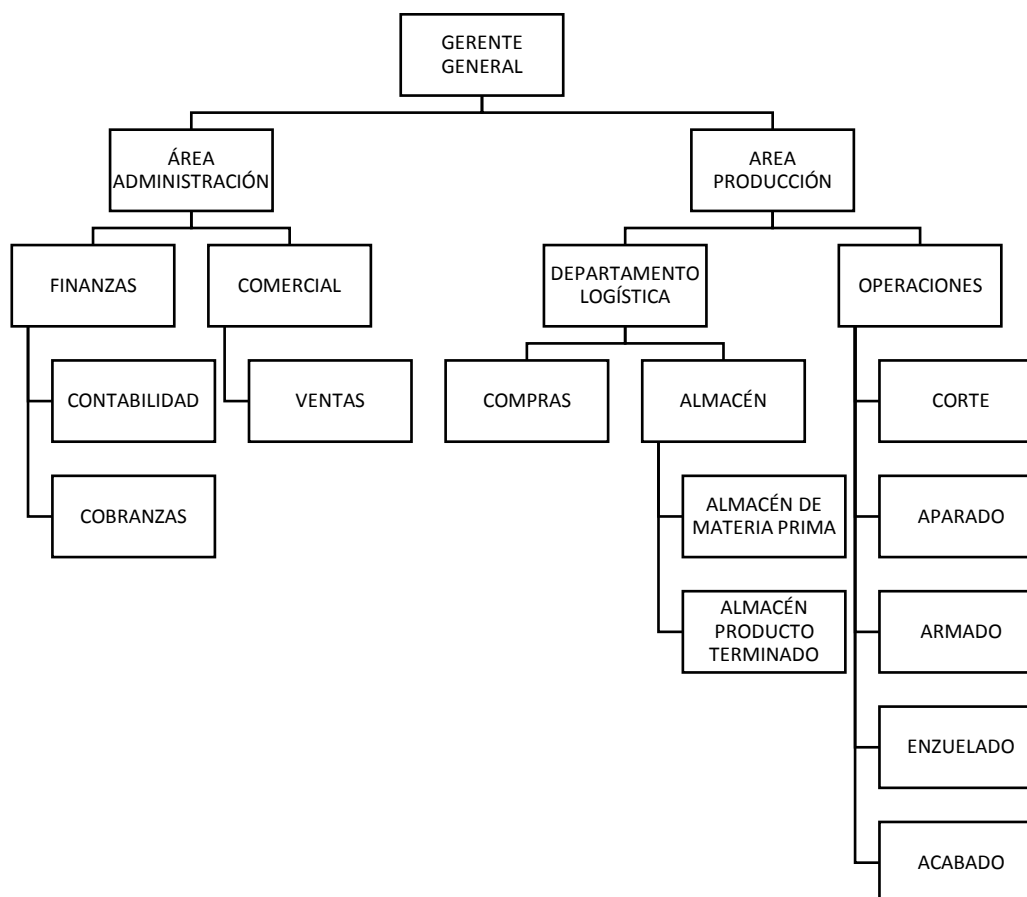 GERENTE
GENERAL
ÁREA
ADMINISTRACIÓN
AREA
PRODUCCIÓN
FINANZAS
COMERCIAL
DEPARTAMENTO
LOGÍSTICA
OPERACIONES
CONTABILIDAD
VENTAS
COMPRAS
ALMACÉN
CORTE
COBRANZAS
ALMACÉN DE
MATERIA PRIMA
APARADO
ALMACÉN
PRODUCTO
TERMINADO
ARMADO
ENZUELADO
ACABADO